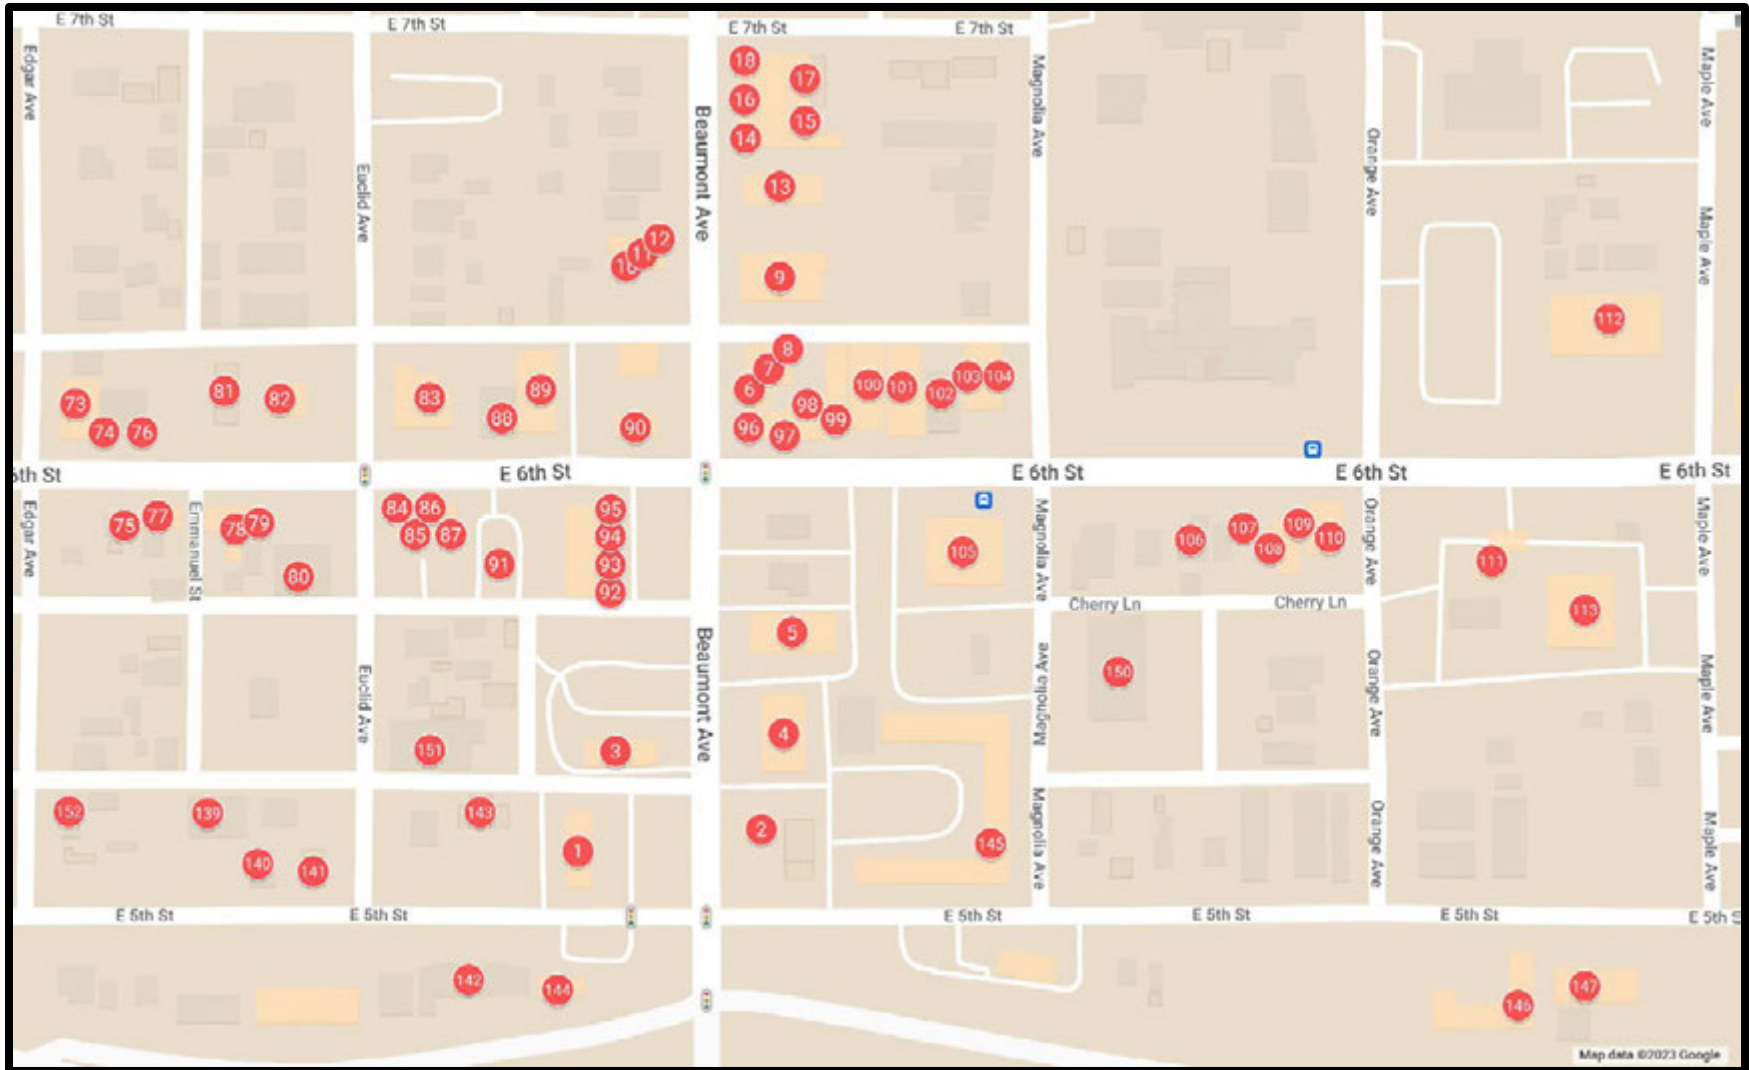 E 7th St
E 7th St
E 7th St
E 7th St
Edgar Ave
Euclid Ave
Beaumont Ave
Magnolia Ave
Orange Ave
Maple Ave
Maple Ave
18
17
16
15
14
13
12
11
10
9
112
8
7
6
73
74
76
81
82
83
88
89
90
98
99
96
97
100
101
102
103
104
6th St
E 6th St
E 6th St
E 6th St
E 6th St
Edgar Ave
Emmanuel St
Magnolia Ave
Orange Ave
Maple Ave
75
77
78
79
80
84
86
85
87
91
95
94
93
92
105
106
107
108
109
110
111
113
Cherry Ln
Cherry Ln
5
Euclid Ave
Beaumont Ave
Magnolia Ave
Orange Ave
Maple Ave
150
4
151
3
152
139
143
140
141
1
2
145
Magnolia Ave
Orange Ave
Maple Ave
E 5th St
E 5th St
E 5th St
E 5th St
E 5th St
E 5th S
142
144
146
147
Map data ©2023 Google